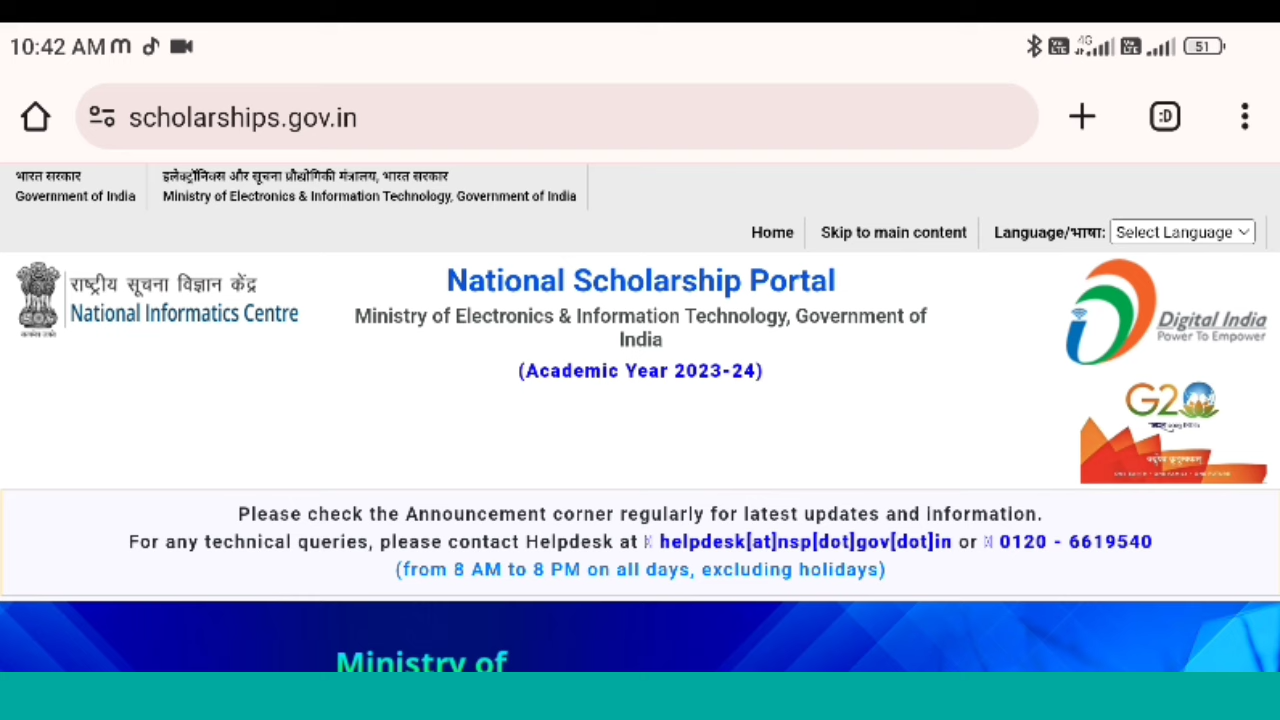 10:42 AM
4G
51
scholarships.gov.in
:D
भारत सरकार
Government of India
इलेक्ट्रॉनिक्स और सूचना प्रौद्योगिकी मंत्रालय, भारत सरकार
Ministry of Electronics & Information Technology, Government of India
Home
Skip to main content
Language/भाषा:
Select Language
राष्ट्रीय सूचना विज्ञान केंद्र
National Informatics Centre
National Scholarship Portal
Ministry of Electronics & Information Technology, Government of
India
(Academic Year 2023-24)
Digital India
Power To Empower
G20
Please check the Announcement corner regularly for latest updates and information.
For any technical queries, please contact Helpdesk at helpdesk[at]nsp[dot]gov[dot]in or 0120 - 6619540
(from 8 AM to 8 PM on all days, excluding holidays)
Ministry of